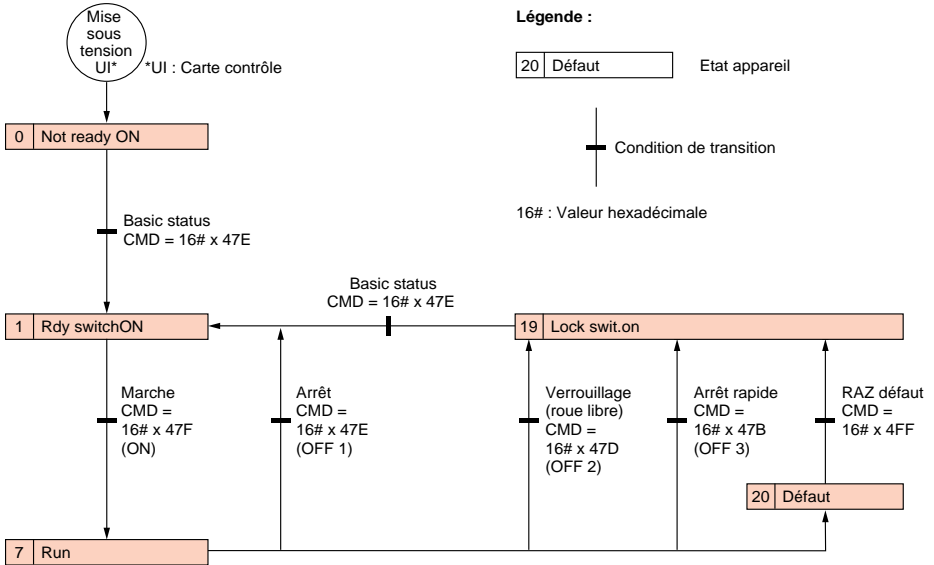 Mise
sous
tension
UI*
*UI : Carte contrôle
Légende :
20 Défaut
Etat appareil
Condition de transition
16# : Valeur hexadécimale
0 Not ready ON
Basic status
CMD = 16# x 47E
Basic status
CMD = 16# x 47E
1 Rdy switchON
19 Lock swit.on
Marche
CMD =
16# x 47F
(ON)
Arrêt
CMD =
16# x 47E
(OFF 1)
Verrouillage
(roue libre)
CMD =
16# x 47D
(OFF 2)
Arrêt rapide
CMD =
16# x 47B
(OFF 3)
RAZ défaut
CMD =
16# x 4FF
20 Défaut
7 Run